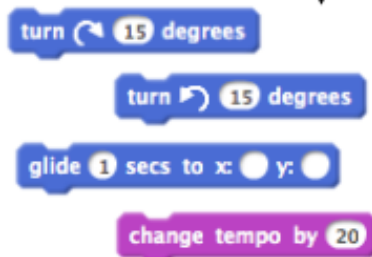 turn 15 degrees
turn 15 degrees
glide 1 secs to x: y:
change tempo by 20